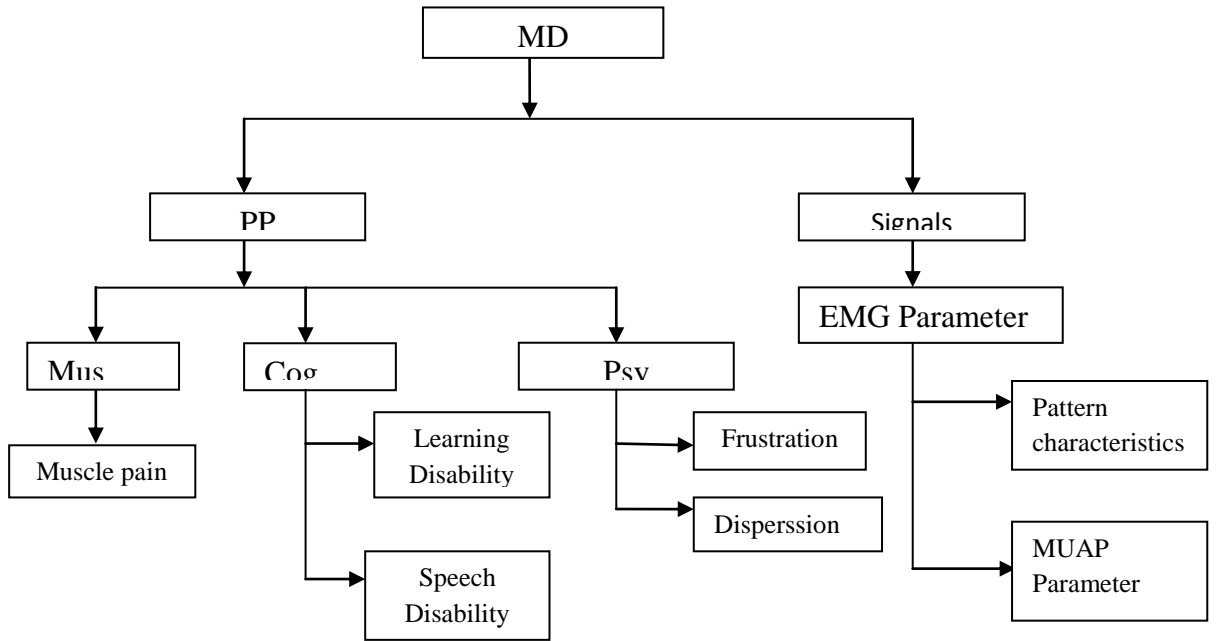 MD
PP
Signals
EMG Parameter
Mus
Cog
Psy
Pattern
characteristics
Learning
Disability
Frustration
Muscle pain
Disperssion
MUAP
Parameter
Speech
Disability